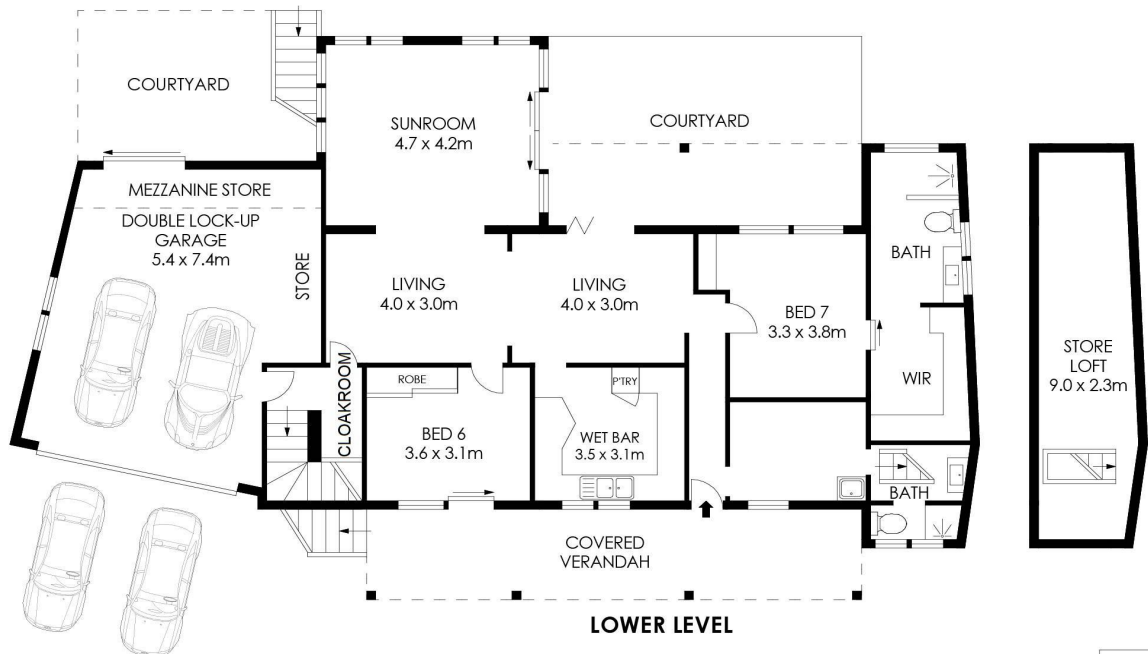 COURTYARD
SUNROOM
4.7 x 4.2m
COURTYARD
MEZZANINE STORE
DOUBLE LOCK-UP
GARAGE
5.4 x 7.4m
STORE
LIVING
4.0 x 3.0m
LIVING
4.0 x 3.0m
BED 7
3.3 x 3.8m
BATH
WIR
STORE
LOFT
9.0 x 2.3m
CLOAKROOM
ROBE
BED 6
3.6 x 3.1m
P'TRY
WET BAR
3.5 x 3.1m
BATH
COVERED
VERANDAH
LOWER LEVEL